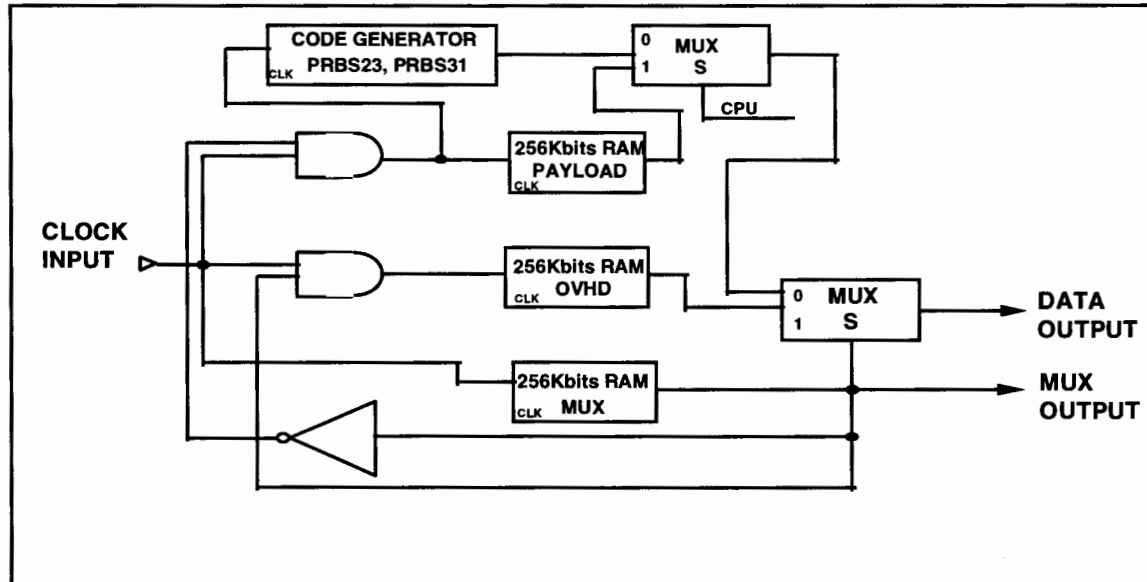 CODE GENERATOR
PRBS23, PRBS31
CLK
0
1
MUX
S
CPU
256Kbits RAM
PAYLOAD
CLK
CLOCK
INPUT
256Kbits RAM
OVHD
CLK
0
1
MUX
S
DATA
OUTPUT
256Kbits RAM
MUX
CLK
MUX
OUTPUT